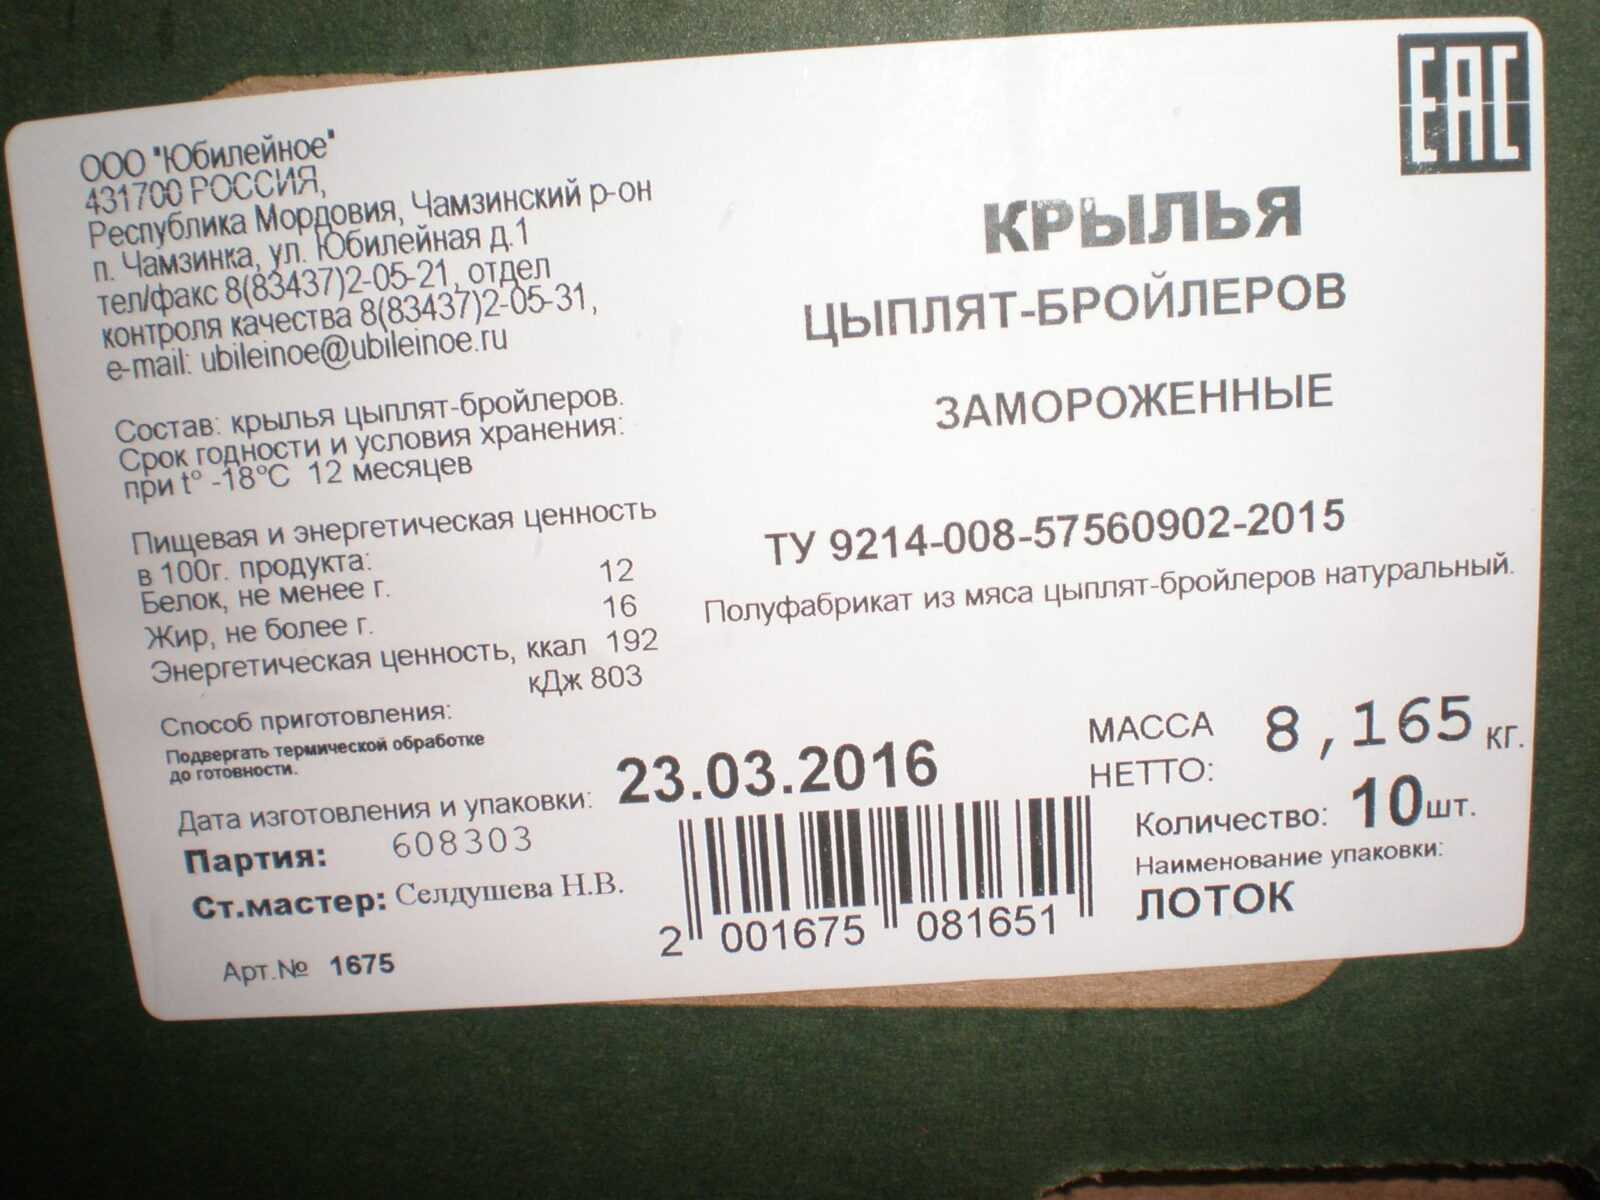 ООО "Юбилейное"
431700 РОССИЯ,
Республика Мордовия, Чамзинский р-он
п. Чамзинка, ул. Юбилейная д.1
тел/факс 8(83437)2-05-21, отдел
контроля качества 8(83437)2-05-31,
e-mail: ubileinoe@ubileinoe.ru
Состав: крылья цыплят-бройлеров.
Срок годности и условия хранения:
при t° -18°С 12 месяцев
Пищевая и энергетическая ценность
в 100г. продукта:
Белок, не менее г. 12
Жир, не более г. 16
Энергетическая ценность, ккал 192
кДж 803
Способ приготовления:
Подвергать термической обработке
до готовности.
Дата изготовления и упаковки: 23.03.2016
Партия: 608303
Ст.мастер: Селдушева Н.В.
Арт.№ 1675
2 001675 081651
EAC
КРЫЛЬЯ
ЦЫПЛЯТ-БРОЙЛЕРОВ
ЗАМОРОЖЕННЫЕ
ТУ 9214-008-57560902-2015
Полуфабрикат из мяса цыплят-бройлеров натуральный.
МАССА
НЕТТО: 8,165 кг.
Количество: 10 шт.
Наименование упаковки:
ЛОТОК